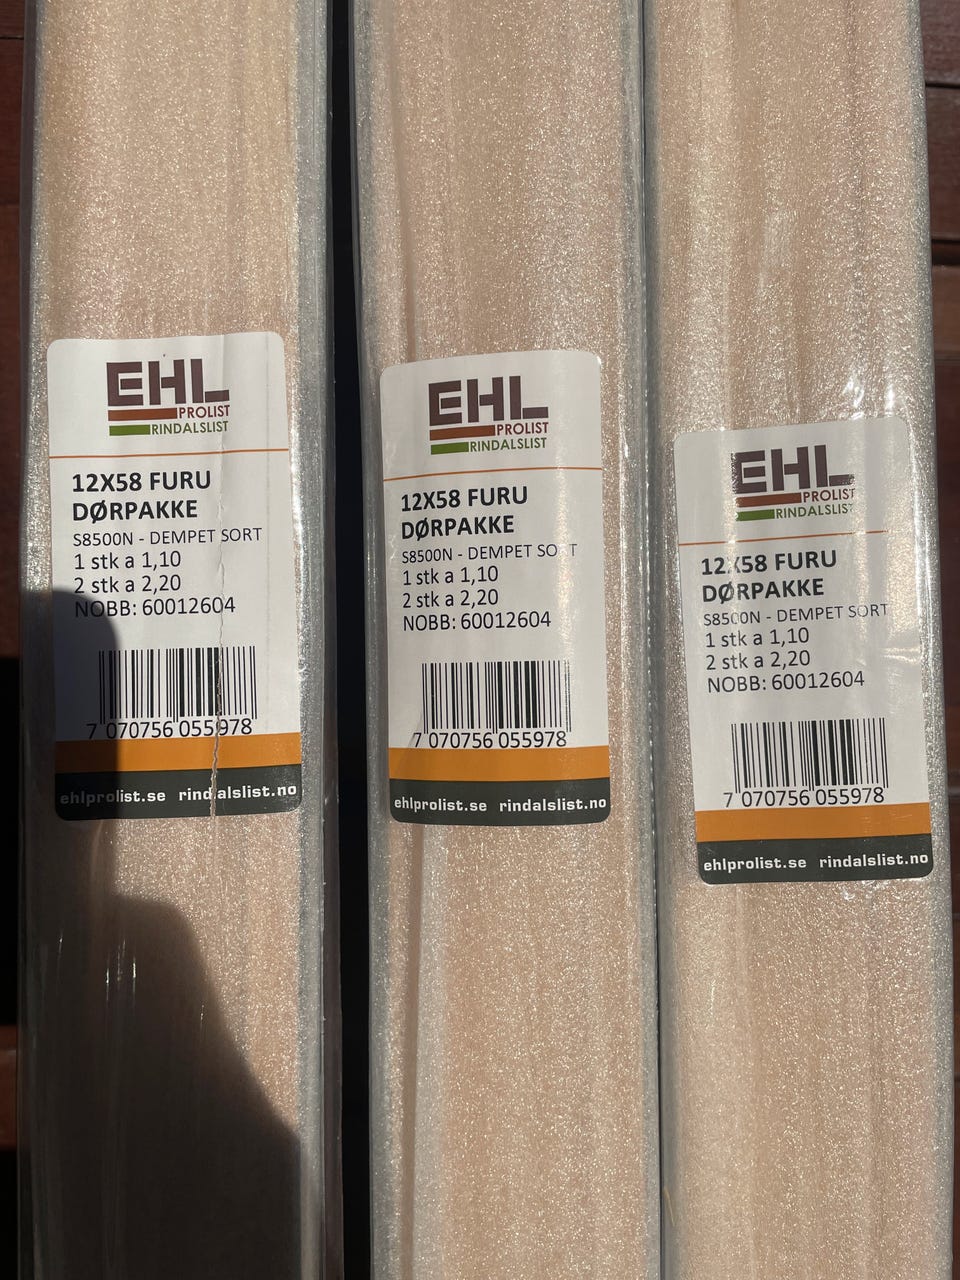 EHL
PROLIST
RINDALSLIST
12X58 FURU
DØRPAKKE
S8500N - DEMPET SORT
1 stk a 1,10
2 stk a 2,20
NOBB: 60012604
7 070756 055978
ehlprolist.se rindalslist.no
EHL
PROLIST
RINDALSLIST
12X58 FURU
DØRPAKKE
S8500N - DEMPET SORT
1 stk a 1,10
2 stk a 2,20
NOBB: 60012604
7 070756 055978
ehlprolist.se rindalslist.no
EHL
PROLIST
RINDALSLIST
12X58 FURU
DØRPAKKE
S8500N - DEMPET SORT
1 stk a 1,10
2 stk a 2,20
NOBB: 60012604
7 070756 055978
ehlprolist.se rindalslist.no